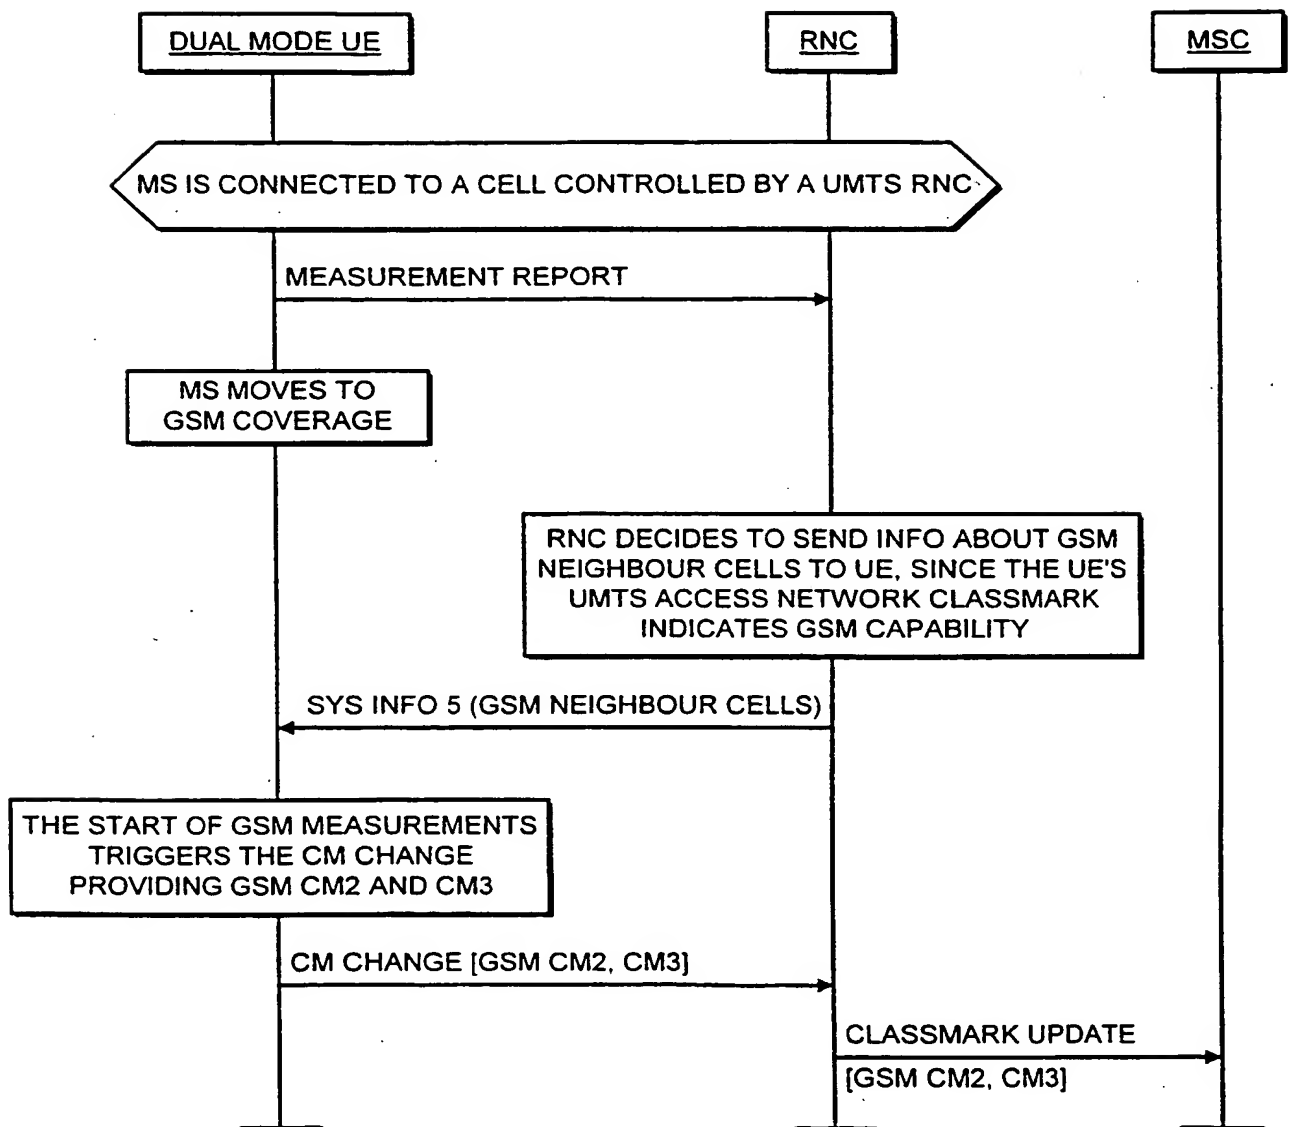 DUAL MODE UE
RNC
MSC
MS IS CONNECTED TO A CELL CONTROLLED BY A UMTS RNC
MEASUREMENT REPORT
MS MOVES TO
GSM COVERAGE
RNC DECIDES TO SEND INFO ABOUT GSM
NEIGHBOUR CELLS TO UE, SINCE THE UE'S
UMTS ACCESS NETWORK CLASSMARK
INDICATES GSM CAPABILITY
SYS INFO 5 (GSM NEIGHBOUR CELLS)
THE START OF GSM MEASUREMENTS
TRIGGERS THE CM CHANGE
PROVIDING GSM CM2 AND CM3
CM CHANGE [GSM CM2, CM3]
CLASSMARK UPDATE
[GSM CM2, CM3]